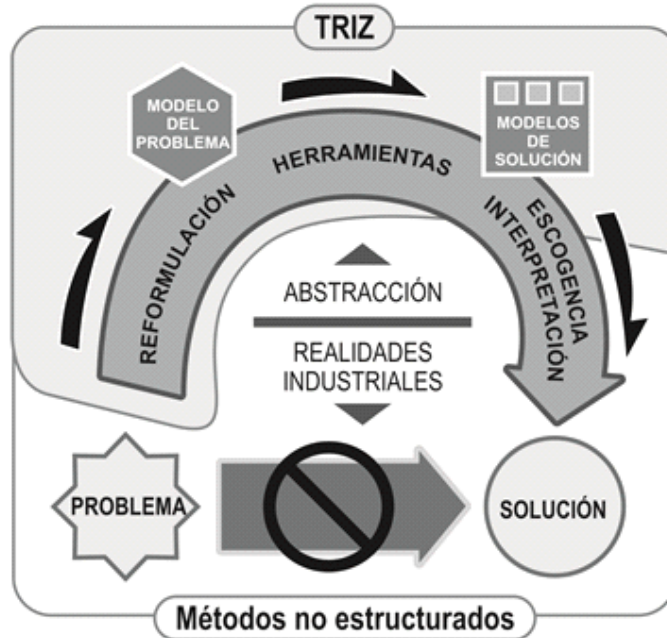 TRIZ
MODELO
DEL
PROBLEMA
HERRAMIENTAS
MODELOS
DE
SOLUCIÓN
REFORMULACIÓN
ESCOGENCIA
INTERPRETACIÓN
ABSTRACCIÓN
REALIDADES
INDUSTRIALES
PROBLEMA
SOLUCIÓN
Métodos no estructurados